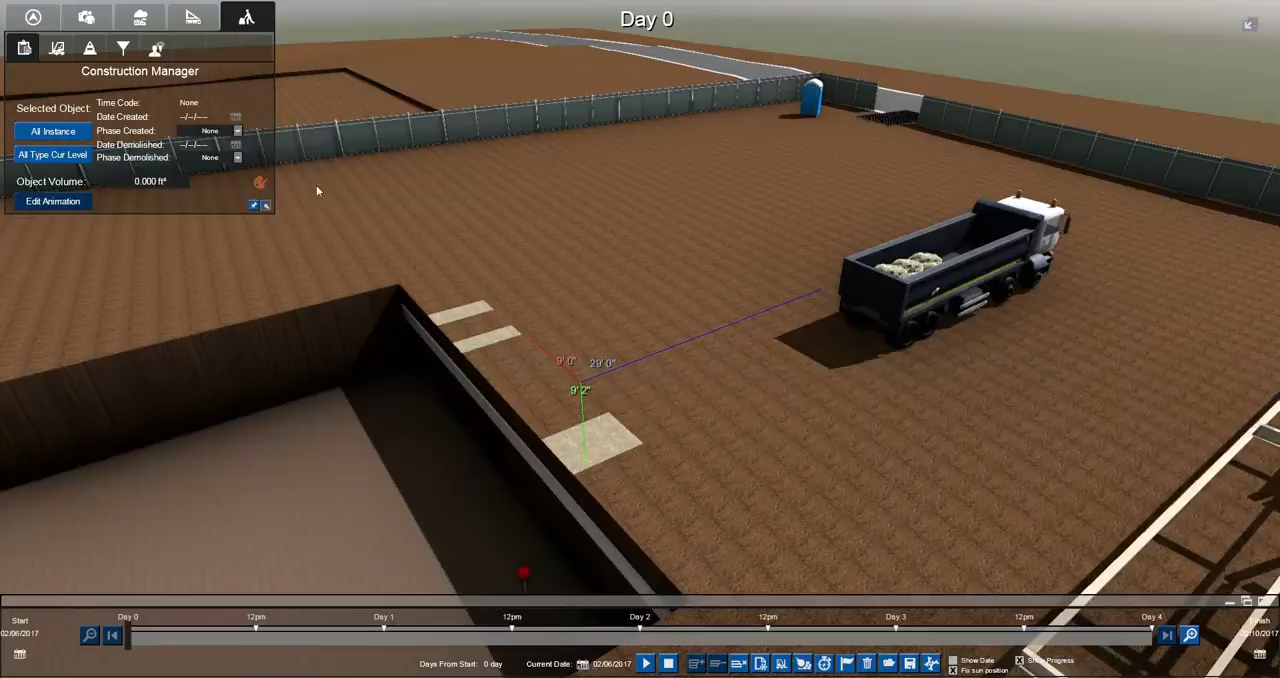 Day 0
Construction Manager
Selected Object:
Time Code: None
Date Created: --/--/---
All Instance
Phase Created: None
Date Demolished: --/--/---
All Type Cur Level
Phase Demolished: None
Object Volume: 0.000 ft³
Edit Animation
9' 0"
29' 0"
9' 2"
Start
Day 0
12pm
Day 1
12pm
Day 2
12pm
Day 3
12pm
Day 4
Finish
02/06/2017
Days From Start: 0 day
Current Date: 02/06/2017
Show Date
Fix sun position
Show Progress